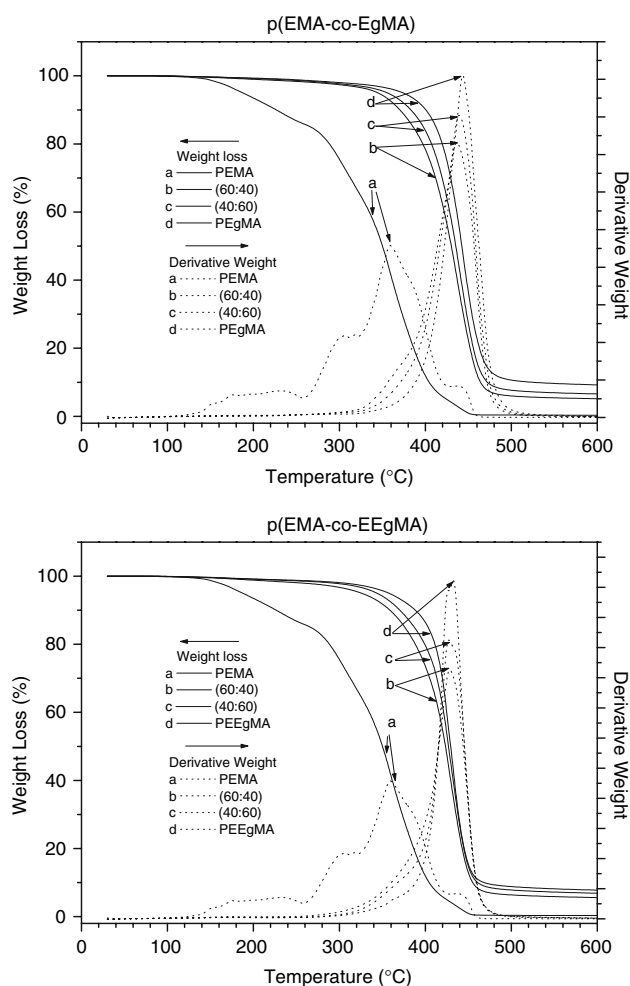 p(EMA-co-EgMA)
Weight Loss (%)
100
80
60
40
20
0
0 100 200 300 400 500 600
Temperature (°C)
Derivative Weight
Weight loss
a PEMA
b (60:40)
c (40:60)
d PEgMA
Derivative Weight
a PEMA
b (60:40)
c (40:60)
d PEgMA
d
c
b
a
p(EMA-co-EEgMA)
Weight Loss (%)
100
80
60
40
20
0
0 100 200 300 400 500 600
Temperature (°C)
Derivative Weight
Weight loss
a PEMA
b (60:40)
c (40:60)
d PEEgMA
Derivative Weight
a PEMA
b (60:40)
c (40:60)
d PEEgMA
d
c
b
a